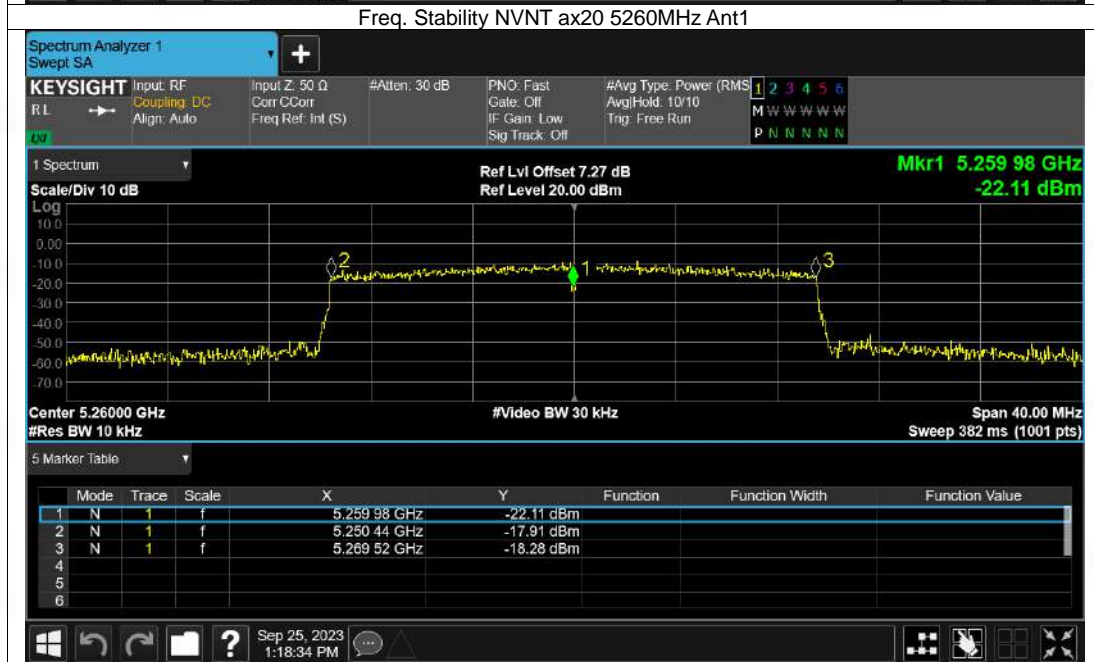 Freq. Stability NVNT ax20 5260MHz Ant1
Spectrum Analyzer 1
Swept SA
+
KEYSIGHT Input: RF Input Z: 50 Ω #Atten: 30 dB PNO: Fast #Avg Type: Power (RMS 1 2 3 4 5 6
RL Coupling: DC Corr CCorr Gate: Off Avg|Hold: 10/10 M W W W W W
Align: Auto Freq Ref: Int (S) IF Gain: Low Trig: Free Run
Sig Track: Off P N N N N N
LXI
1 Spectrum Ref Lvl Offset 7.27 dB Mkr1 5.259 98 GHz
Scale/Div 10 dB Ref Level 20.00 dBm -22.11 dBm
Log
10.0
0.00
-10.0 2 1 3
-20.0
-30.0
-40.0
-50.0
-60.0
-70.0
Center 5.26000 GHz #Video BW 30 kHz Span 40.00 MHz
#Res BW 10 kHz Sweep 382 ms (1001 pts)
5 Marker Table
Mode Trace Scale X Y Function Function Width Function Value
1 N 1 f 5.259 98 GHz -22.11 dBm
2 N 1 f 5.250 44 GHz -17.91 dBm
3 N 1 f 5.269 52 GHz -18.28 dBm
4
5
6
? Sep 25, 2023
1:18:34 PM